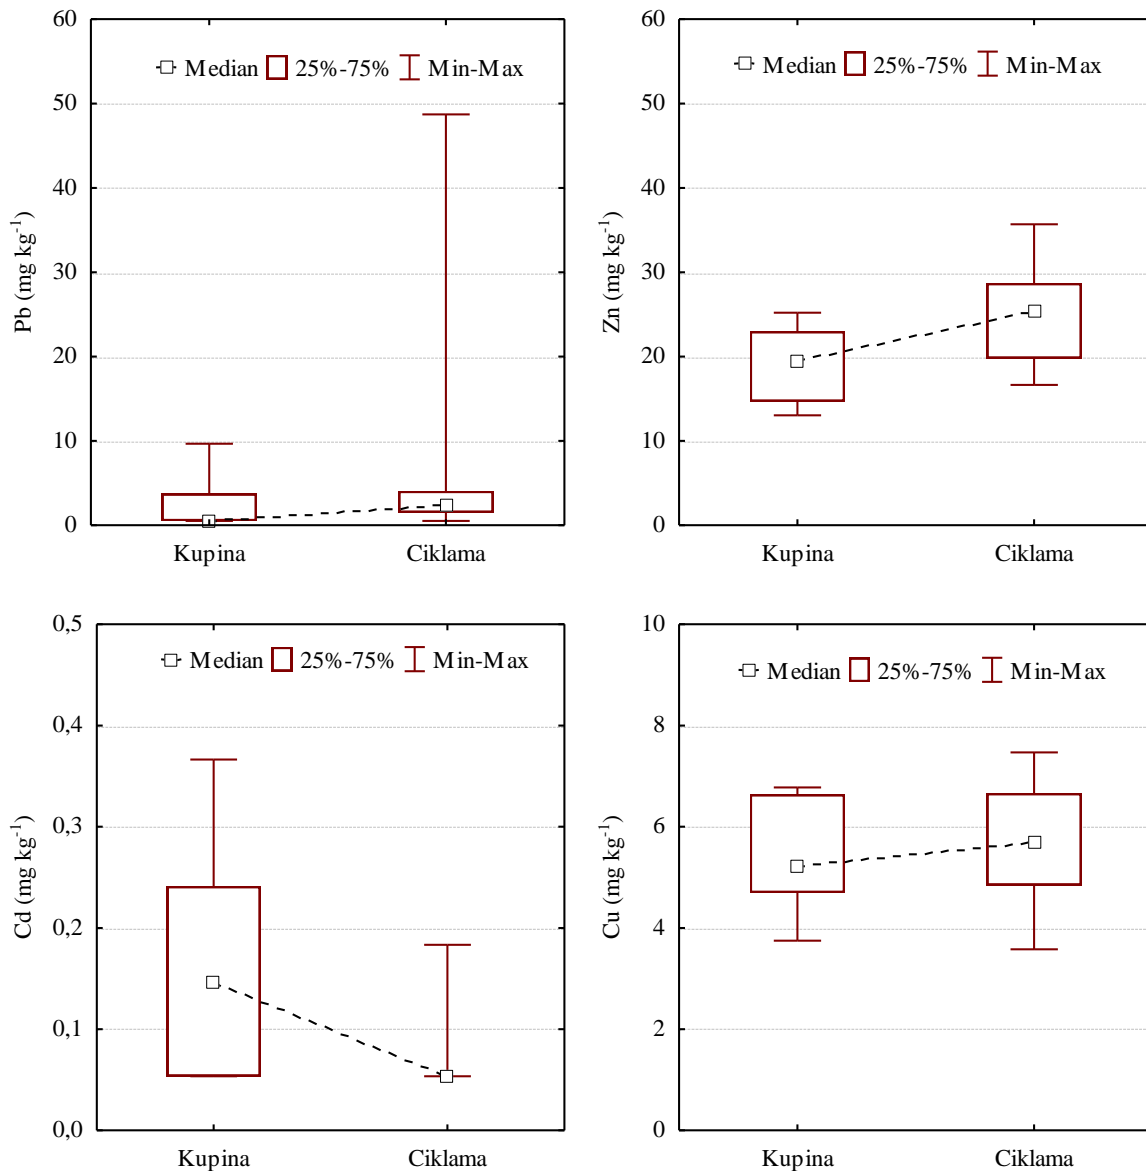 Pb (mg kg⁻¹)
60
50
40
30
20
10
0
Median 25%-75% Min-Max
Kupina Ciklama
Zn (mg kg⁻¹)
60
50
40
30
20
10
0
Median 25%-75% Min-Max
Kupina Ciklama
Cd (mg kg⁻¹)
0,5
0,4
0,3
0,2
0,1
0,0
Median 25%-75% Min-Max
Kupina Ciklama
Cu (mg kg⁻¹)
10
8
6
4
2
0
Median 25%-75% Min-Max
Kupina Ciklama